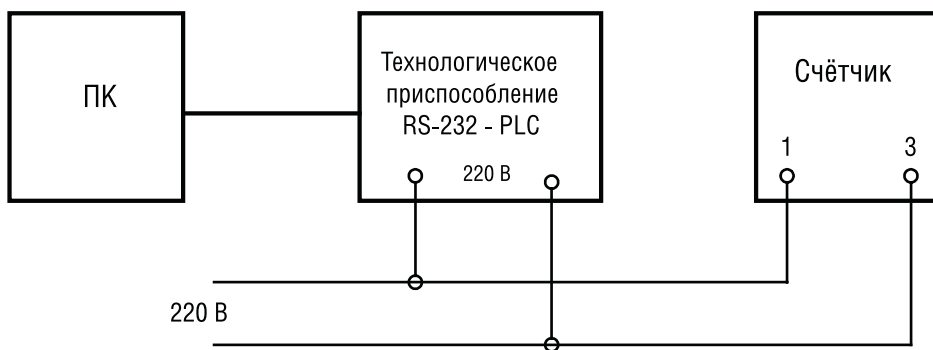 ПК
Технологическое
приспособление
RS-232 - PLC
220 В
Счётчик
1
3
220 В